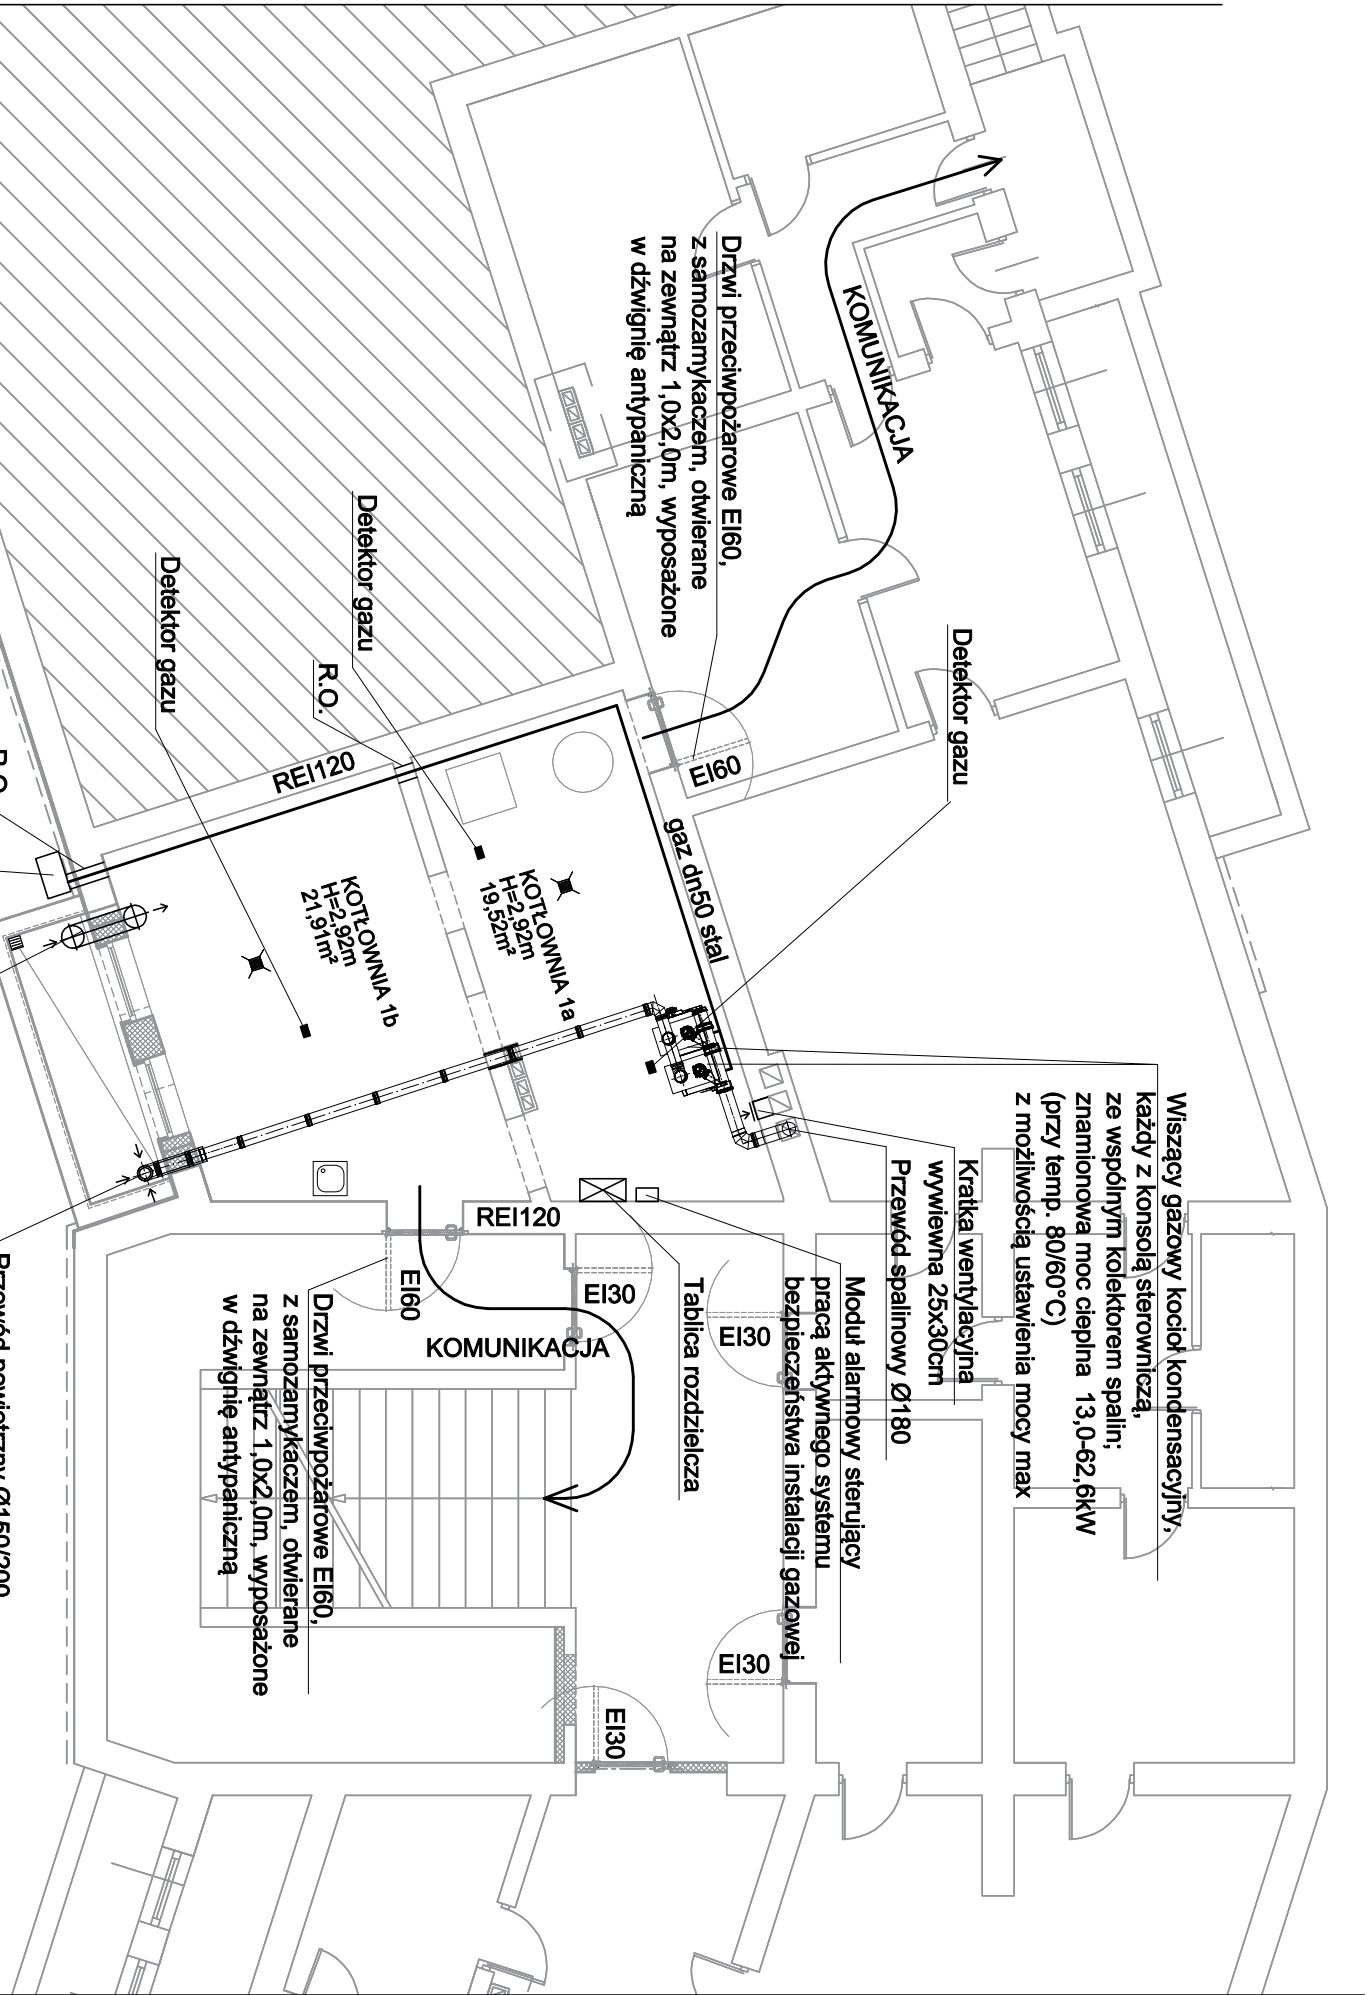 Wiszący gazowy kocioł kondensacyjny,
każdy z konsolą sterowniczą,
ze wspólnym kolektorem spalin;
znamionowa moc cieplna 13,0-62,6kW
(przy temp. 80/60°C)
z możliwością ustawienia mocy max
Kratka wentylacyjna
wywiewna 25x30cm
Przewód spalinowy Ø180
Moduł alarmowy sterujący
pracą aktywnego systemu
bezpieczeństwa instalacji gazowej
Tablica rozdzielcza
Detektor gazu
KOMUNIKACJA
Drzwi przeciwpożarowe EI60,
z samozamykaczem, otwierane
na zewnątrz 1,0x2,0m, wyposażone
w dźwignię antypaniczną
EI60
gaz dn50 stal
Detektor gazu
R.O.
Detektor gazu
REI120
KOTŁOWNIA 1a
H=2,92m
19,52m²
KOTŁOWNIA 1b
H=2,92m
21,91m²
REI120
EI30
EI30
EI30
EI30
EI60
KOMUNIKACJA
Drzwi przeciwpożarowe EI60,
z samozamykaczem, otwierane
na zewnątrz 1,0x2,0m, wyposażone
w dźwignię antypaniczną
R.O.
Przewód powietrzny Ø150/200